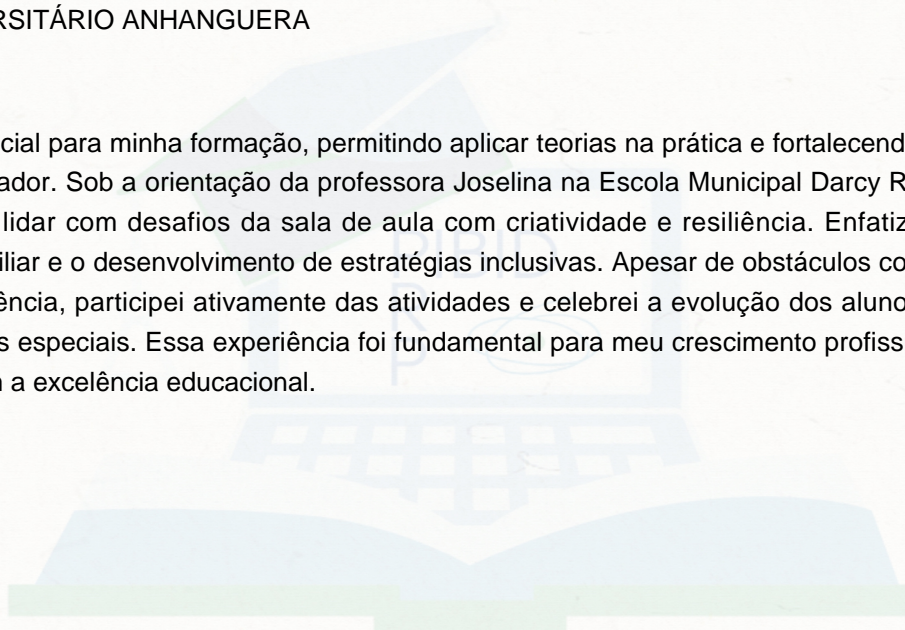 RSITÁRIO ANHANGUERA
cial para minha formação, permitindo aplicar teorias na prática e fortalecend
ador. Sob a orientação da professora Joselina na Escola Municipal Darcy R
lidar com desafios da sala de aula com criatividade e resiliência. Enfatiz
iliar e o desenvolvimento de estratégias inclusivas. Apesar de obstáculos co
ência, participei ativamente das atividades e celebrei a evolução dos aluno
s especiais. Essa experiência foi fundamental para meu crescimento profiss
a excelência educacional.
PIBID
R
P